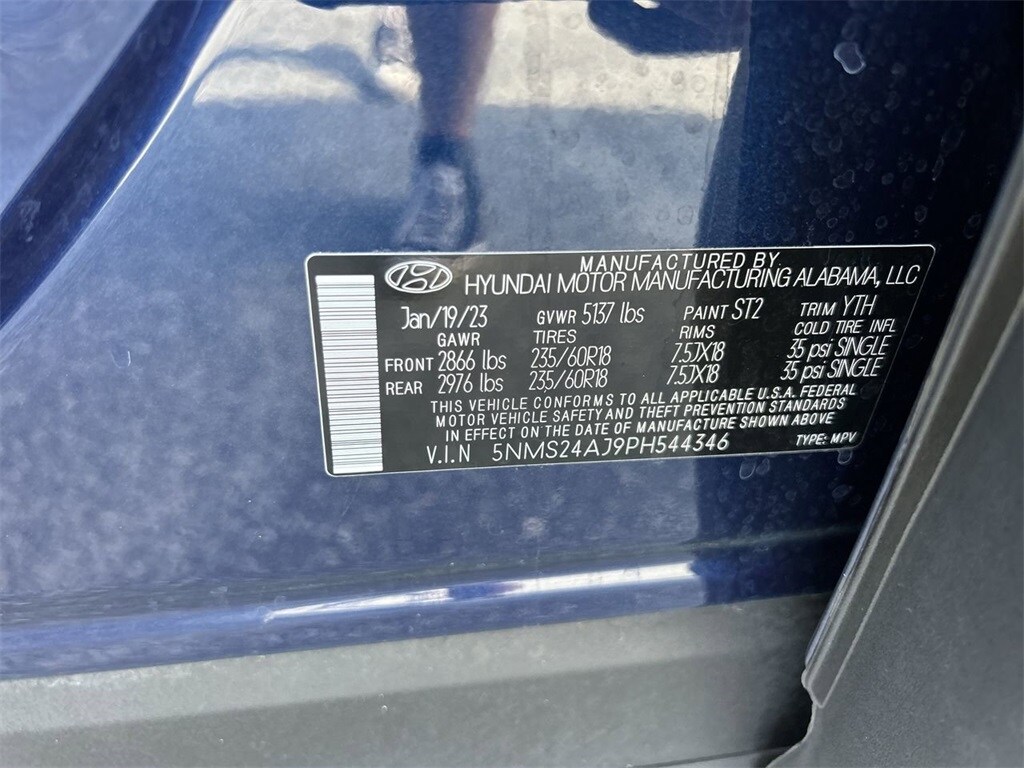 MANUFACTURED BY
HYUNDAI MOTOR MANUFACTURING ALABAMA, LLC
Jan/19/23 GVWR 5137 lbs PAINT ST2 TRIM YTH
GAWR TIRES RIMS COLD TIRE INFL
FRONT 2866 lbs 235/60R18 7.5JX18 35 psi SINGLE
REAR 2976 lbs 235/60R18 7.5JX18 35 psi SINGLE
THIS VEHICLE CONFORMS TO ALL APPLICABLE U.S.A. FEDERAL
MOTOR VEHICLE SAFETY AND THEFT PREVENTION STANDARDS
IN EFFECT ON THE DATE OF MANUFACTURE SHOWN ABOVE
V.I.N 5NMS24AJ9PH544346 TYPE: MPV